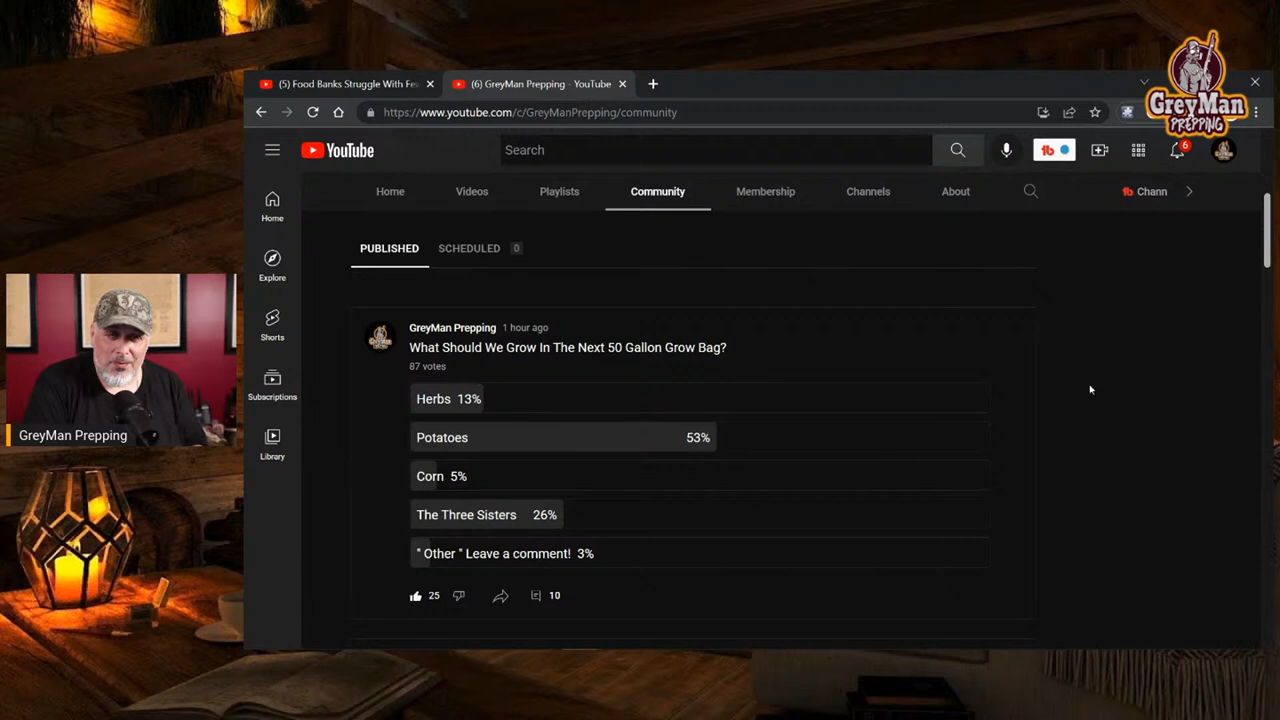 (5) Food Banks Struggle With Fe
(6) GreyMan Prepping - YouTube
https://www.youtube.com/c/GreyManPrepping/community
GreyMan
PREPPING
YouTube
Search
6
Home
Videos
Playlists
Community
Membership
Channels
About
Chann
Home
Explore
Shorts
Subscriptions
Library
PUBLISHED
SCHEDULED 0
GreyMan Prepping 1 hour ago
What Should We Grow In The Next 50 Gallon Grow Bag?
87 votes
Herbs 13%
Potatoes 53%
Corn 5%
The Three Sisters 26%
" Other " Leave a comment! 3%
25
10
GreyMan Prepping